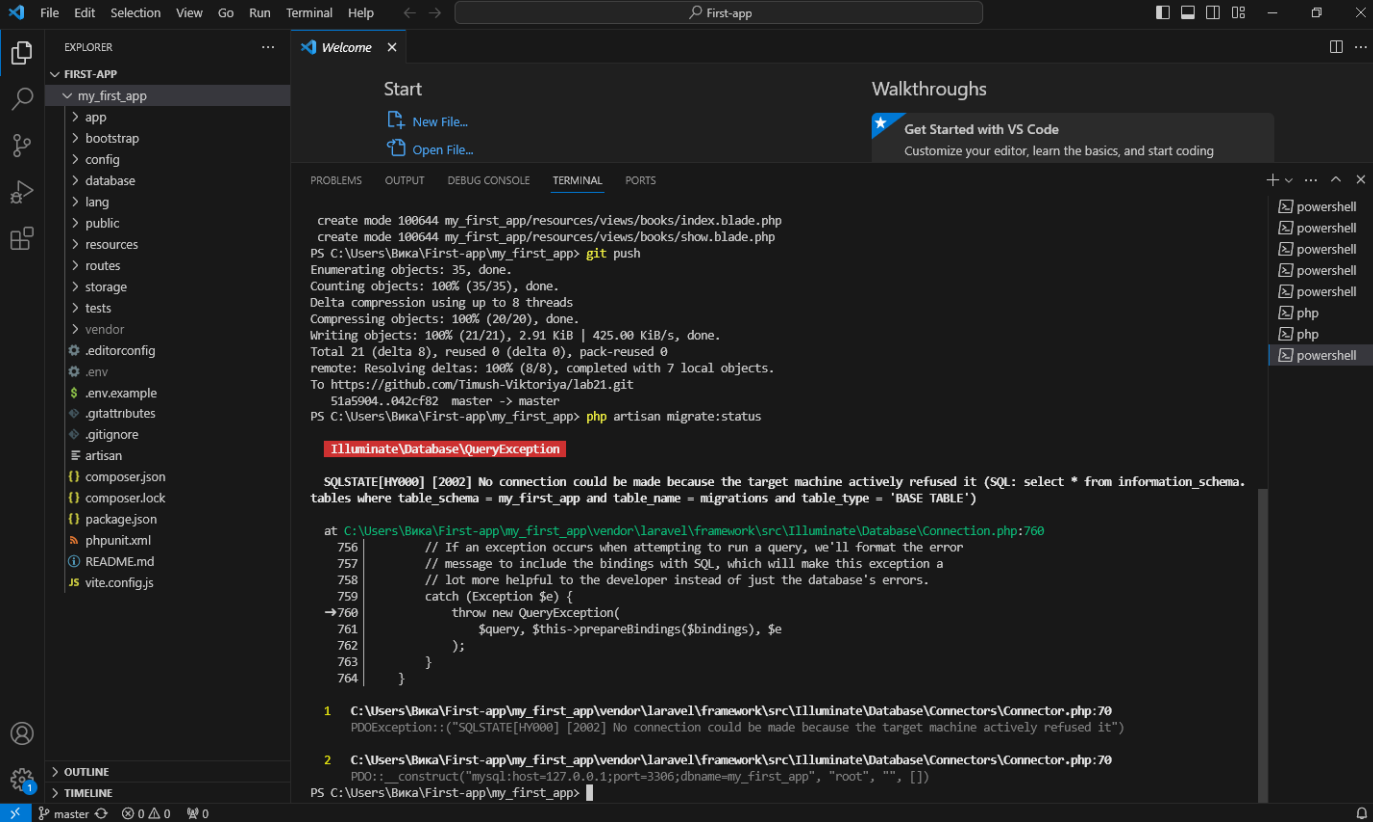 File Edit Selection View Go Run Terminal Help
First-app
EXPLORER
FIRST-APP
my_first_app
app
bootstrap
config
database
lang
public
resources
routes
storage
tests
vendor
.editorconfig
.env
.env.example
.gitattributes
.gitignore
artisan
composer.json
composer.lock
package.json
phpunit.xml
README.md
vite.config.js
OUTLINE
TIMELINE
Welcome
Start
New File...
Open File...
Walkthroughs
Get Started with VS Code
Customize your editor, learn the basics, and start coding
PROBLEMS OUTPUT DEBUG CONSOLE TERMINAL PORTS
create mode 100644 my_first_app/resources/views/books/index.blade.php
create mode 100644 my_first_app/resources/views/books/show.blade.php
PS C:\Users\Вика\First-app\my_first_app> git push
Enumerating objects: 35, done.
Counting objects: 100% (35/35), done.
Delta compression using up to 8 threads
Compressing objects: 100% (20/20), done.
Writing objects: 100% (21/21), 2.91 KiB | 425.00 KiB/s, done.
Total 21 (delta 8), reused 0 (delta 0), pack-reused 0
remote: Resolving deltas: 100% (8/8), completed with 7 local objects.
To https://github.com/Timush-Viktoriya/lab21.git
51a5904..042cf82 master -> master
PS C:\Users\Вика\First-app\my_first_app> php artisan migrate:status
Illuminate\Database\QueryException
SQLSTATE[HY000] [2002] No connection could be made because the target machine actively refused it (SQL: select * from information_schema.
tables where table_schema = my_first_app and table_name = migrations and table_type = 'BASE TABLE')
at C:\Users\Вика\First-app\my_first_app\vendor\laravel\framework\src\Illuminate\Database\Connection.php:760
756 // If an exception occurs when attempting to run a query, we'll format the error
757 // message to include the bindings with SQL, which will make this exception a
758 // lot more helpful to the developer instead of just the database's errors.
759 catch (Exception $e) {
➜760 throw new QueryException(
761 $query, $this->prepareBindings($bindings), $e
762 );
763 }
764 }
1 C:\Users\Вика\First-app\my_first_app\vendor\laravel\framework\src\Illuminate\Database\Connectors\Connector.php:70
PDOException::("SQLSTATE[HY000] [2002] No connection could be made because the target machine actively refused it")
2 C:\Users\Вика\First-app\my_first_app\vendor\laravel\framework\src\Illuminate\Database\Connectors\Connector.php:70
PDO::__construct("mysql:host=127.0.0.1;port=3306;dbname=my_first_app", "root", "", [])
PS C:\Users\Вика\First-app\my_first_app>
powershell
powershell
powershell
powershell
powershell
php
php
powershell
1
master 0 0 0